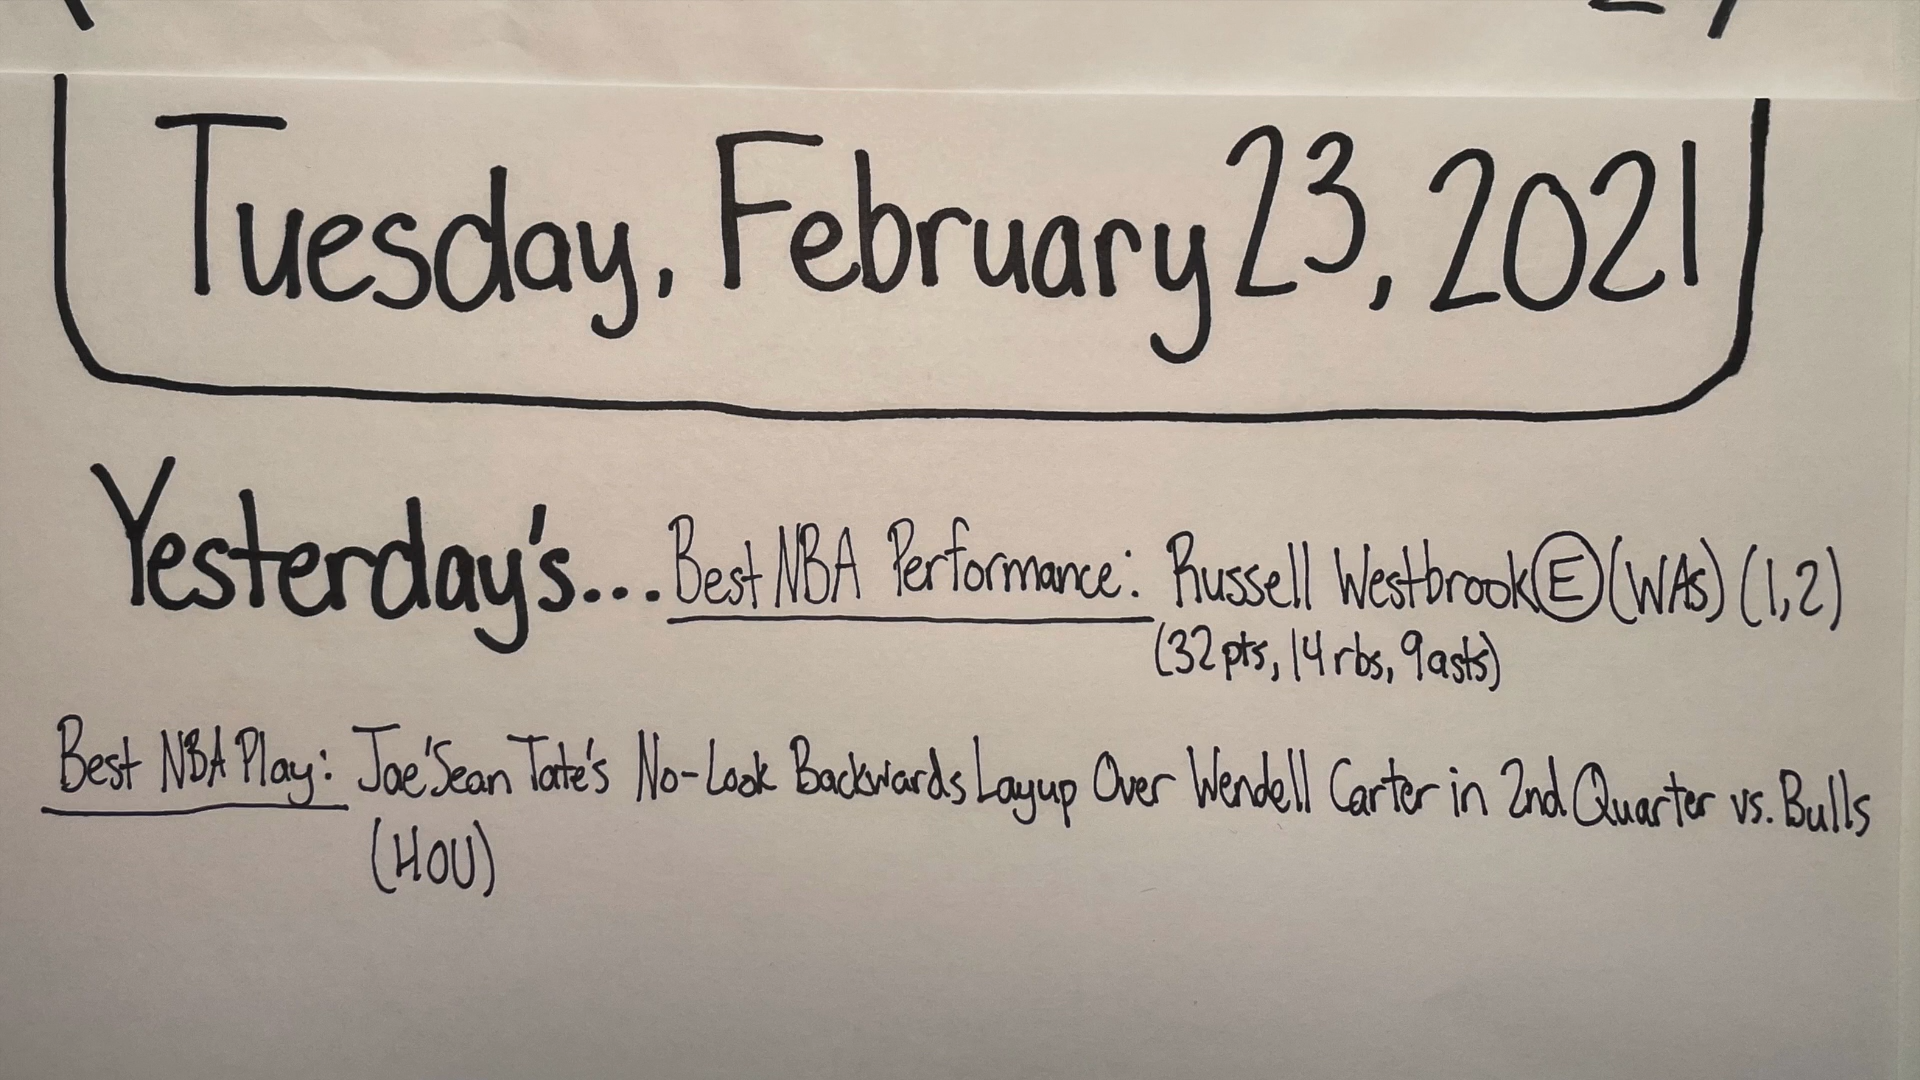 Tuesday, February 23, 2021
Yesterday's... Best NBA Performance: Russell Westbrook Ⓔ (WAS) (1,2)
(32 pts, 14 rbs, 9 asts)
Best NBA Play: Jae'Sean Tate's No-Look Backwards Layup Over Wendell Carter in 2nd Quarter vs. Bulls
(HOU)